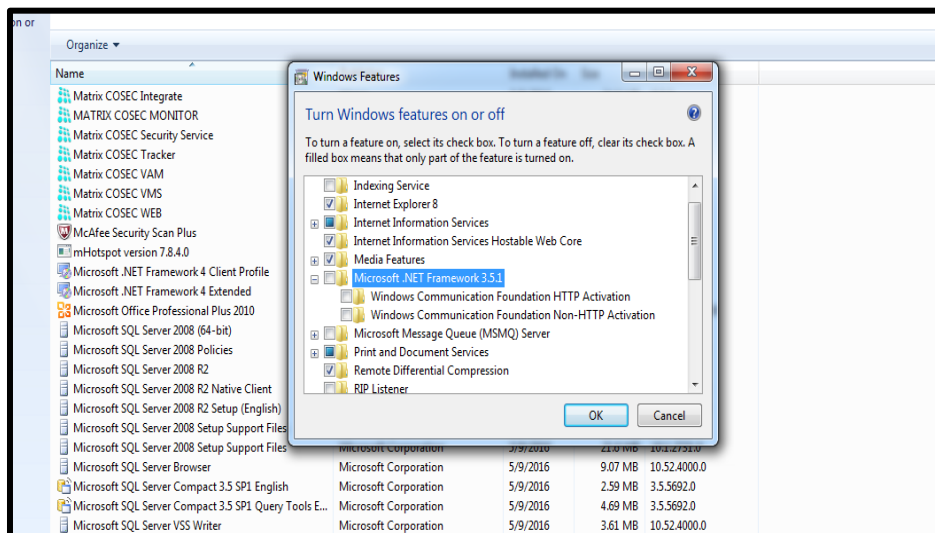 on or
Organize
Name
Matrix COSEC Integrate
MATRIX COSEC MONITOR
Matrix COSEC Security Service
Matrix COSEC Tracker
Matrix COSEC VAM
Matrix COSEC VMS
Matrix COSEC WEB
McAfee Security Scan Plus
mHotspot version 7.8.4.0
Microsoft .NET Framework 4 Client Profile
Microsoft .NET Framework 4 Extended
Microsoft Office Professional Plus 2010
Microsoft SQL Server 2008 (64-bit)
Microsoft SQL Server 2008 Policies
Microsoft SQL Server 2008 R2
Microsoft SQL Server 2008 R2 Native Client
Microsoft SQL Server 2008 R2 Setup (English)
Microsoft SQL Server 2008 Setup Support Files
Microsoft SQL Server 2008 Setup Support Files Microsoft Corporation 21.0 MB 10.1.2731.0
Microsoft SQL Server Browser Microsoft Corporation 5/9/2016 9.07 MB 10.52.4000.0
Microsoft SQL Server Compact 3.5 SP1 English Microsoft Corporation 5/9/2016 2.59 MB 3.5.5692.0
Microsoft SQL Server Compact 3.5 SP1 Query Tools E... Microsoft Corporation 5/9/2016 4.69 MB 3.5.5692.0
Microsoft SQL Server VSS Writer Microsoft Corporation 5/9/2016 3.61 MB 10.52.4000.0
Windows Features
Turn Windows features on or off
To turn a feature on, select its check box. To turn a feature off, clear its check box. A
filled box means that only part of the feature is turned on.
Indexing Service
Internet Explorer 8
Internet Information Services
Internet Information Services Hostable Web Core
Media Features
Microsoft .NET Framework 3.5.1
Windows Communication Foundation HTTP Activation
Windows Communication Foundation Non-HTTP Activation
Microsoft Message Queue (MSMQ) Server
Print and Document Services
Remote Differential Compression
RIP Listener
OK
Cancel